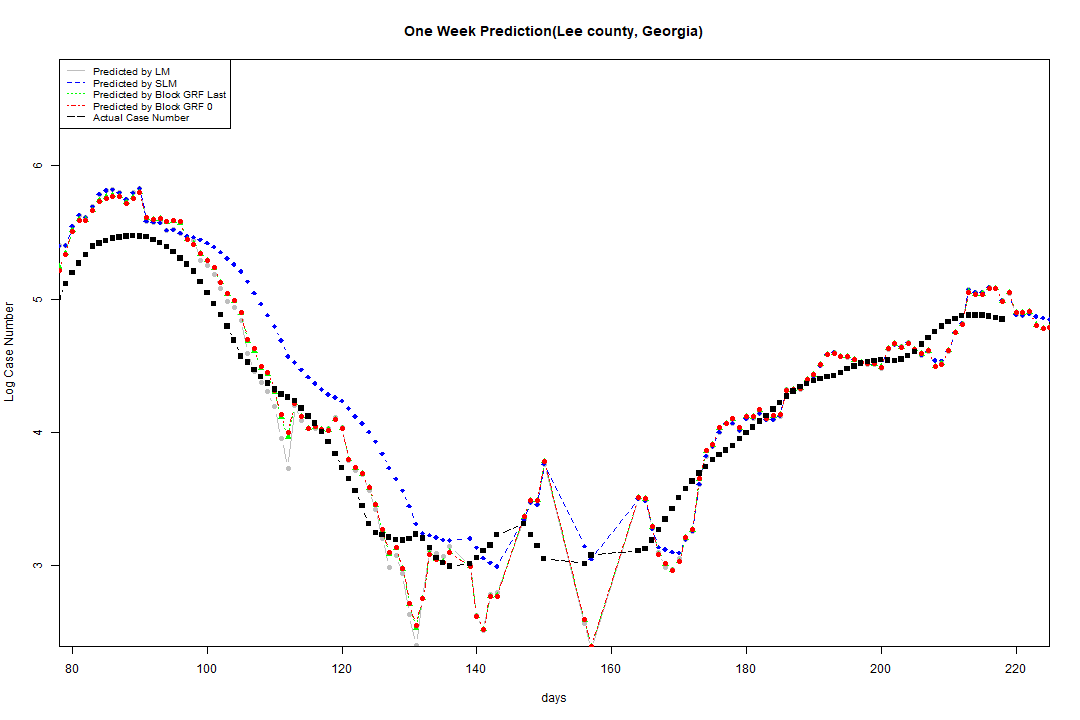 One Week Prediction(Lee county, Georgia)
Predicted by LM
Predicted by SLM
Predicted by Block GRF Last
Predicted by Block GRF 0
Actual Case Number
6
5
4
3
Log Case Number
80 100 120 140 160 180 200 220
days